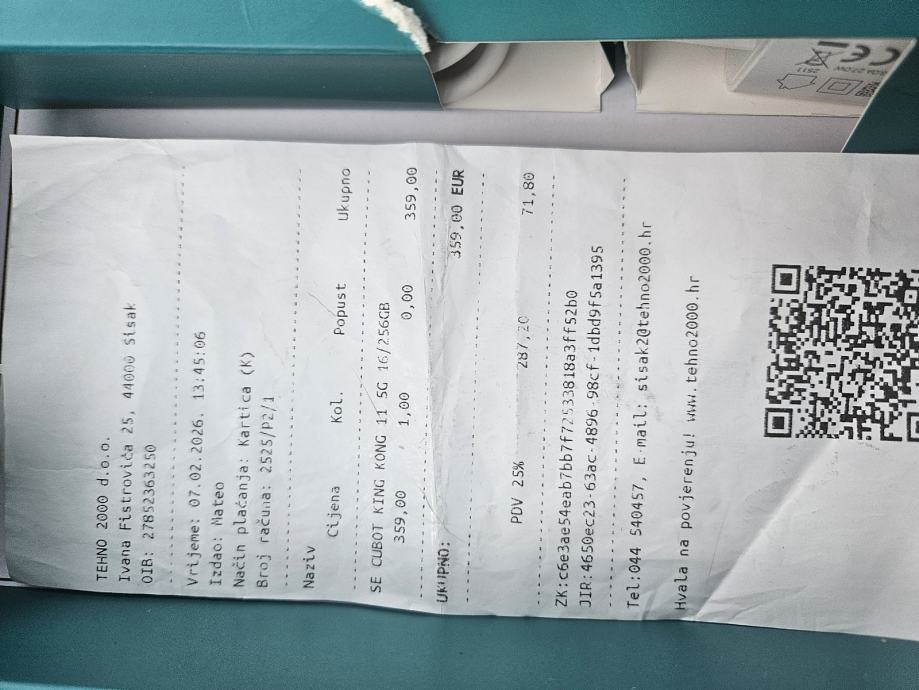 TEHNO 2000 d.o.o.
Ivana Fistrovića 25, 44000 Sisak
OIB: 27852363250
Vrijeme: 07.02.2026. 13:45:06
Izdao: Mateo
Način plaćanja: Kartica (K)
Broj računa: 2525/P2/1
Naziv
Cijena Kol. Popust Ukupno
SE CUBOT KING KONG 11 5G 16/256GB
359,00 1,00 0,00 359,00
UKUPNO: 359,00 EUR
PDV 25% 287,20 71,80
ZK:c6e3ae54eab7bb7f72533818a3ff52b0
JIR:4650ec23-63ac-4896-98cf-1dbd9f5a1395
Tel:044 540457, E-mail: sisak2@tehno2000.hr
Hvala na povjerenju! www.tehno2000.hr
CE
2511